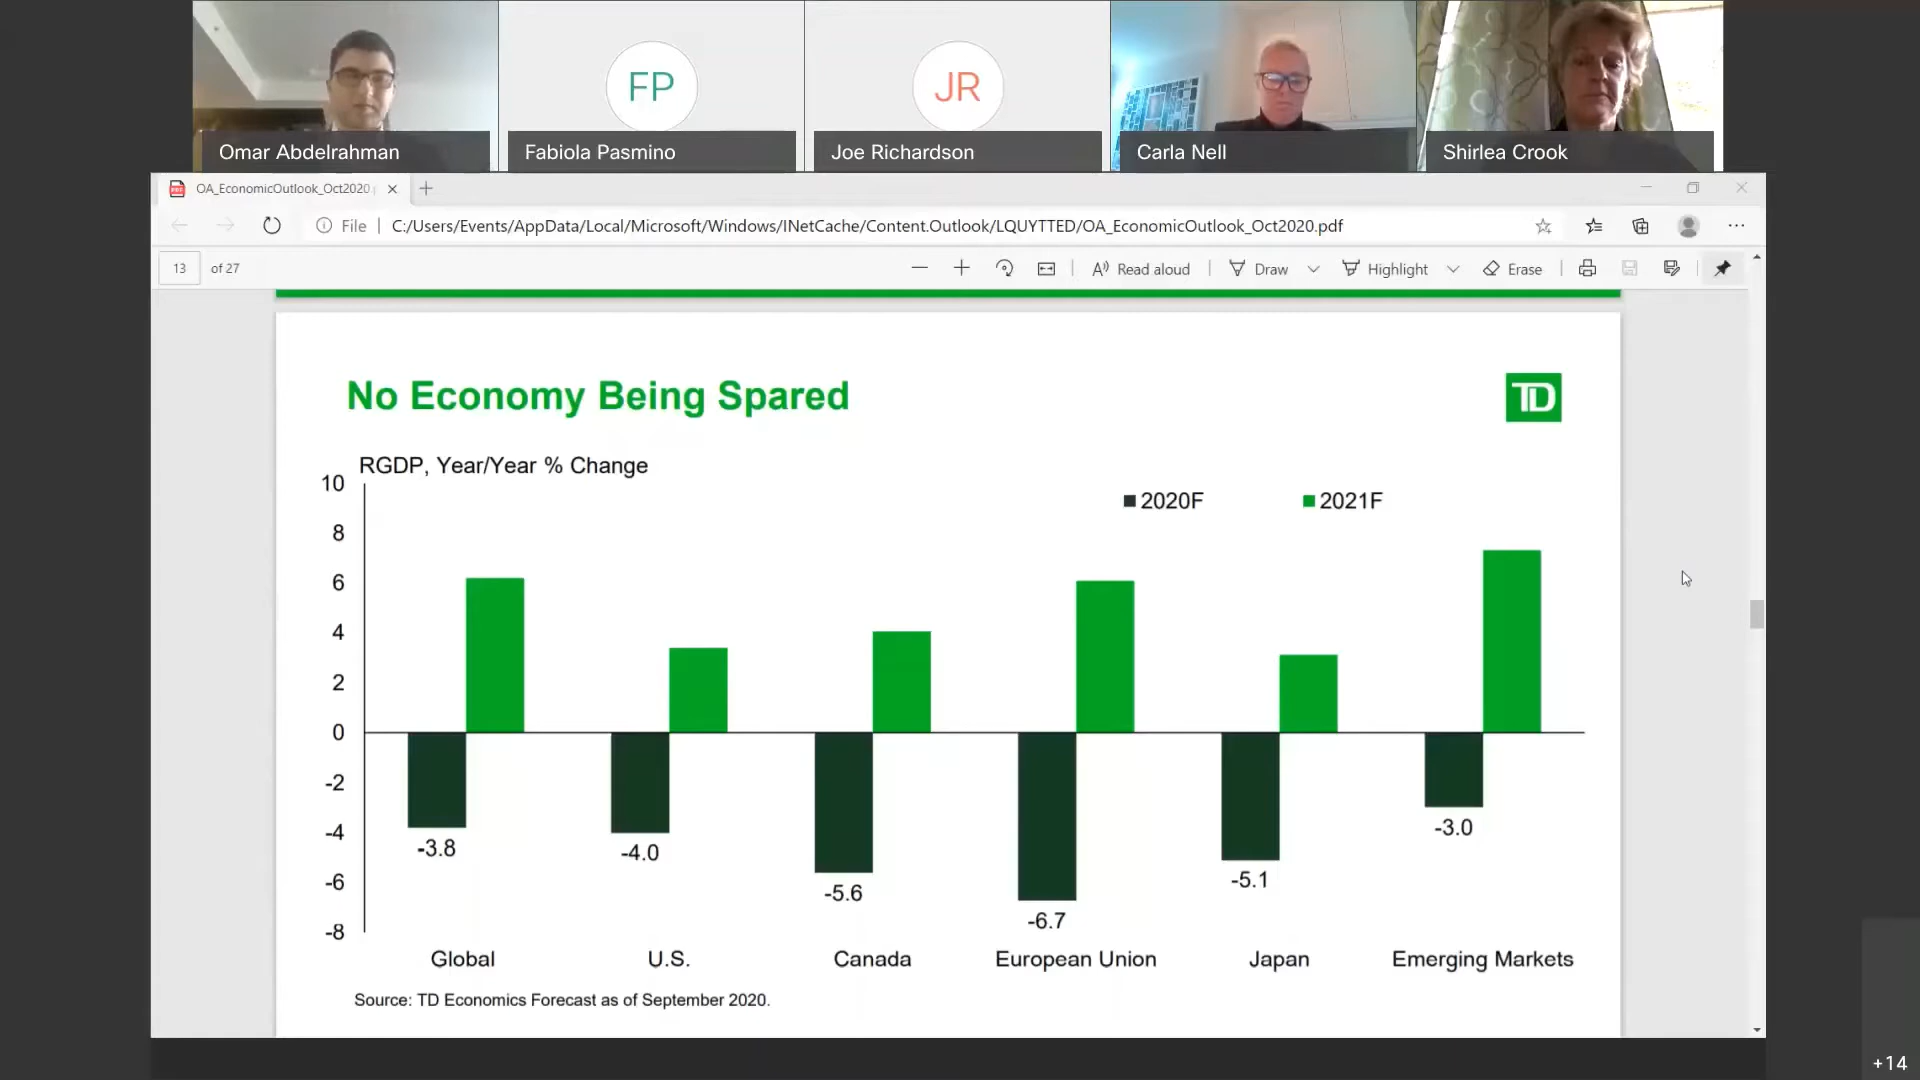 FP
JR
Omar Abdelrahman
Fabiola Pasmino
Joe Richardson
Carla Nell
Shirlea Crook
OA_EconomicOutlook_Oct2020
File
C:/Users/Events/AppData/Local/Microsoft/Windows/INetCache/Content.Outlook/LQUYTTED/OA_EconomicOutlook_Oct2020.pdf
13 of 27
Read aloud
Draw
Highlight
Erase
No Economy Being Spared
TD
RGDP, Year/Year % Change
2020F
2021F
10
8
6
4
2
0
-2
-4
-6
-8
-3.8
-4.0
-5.6
-6.7
-5.1
-3.0
Global
U.S.
Canada
European Union
Japan
Emerging Markets
Source: TD Economics Forecast as of September 2020.
+14